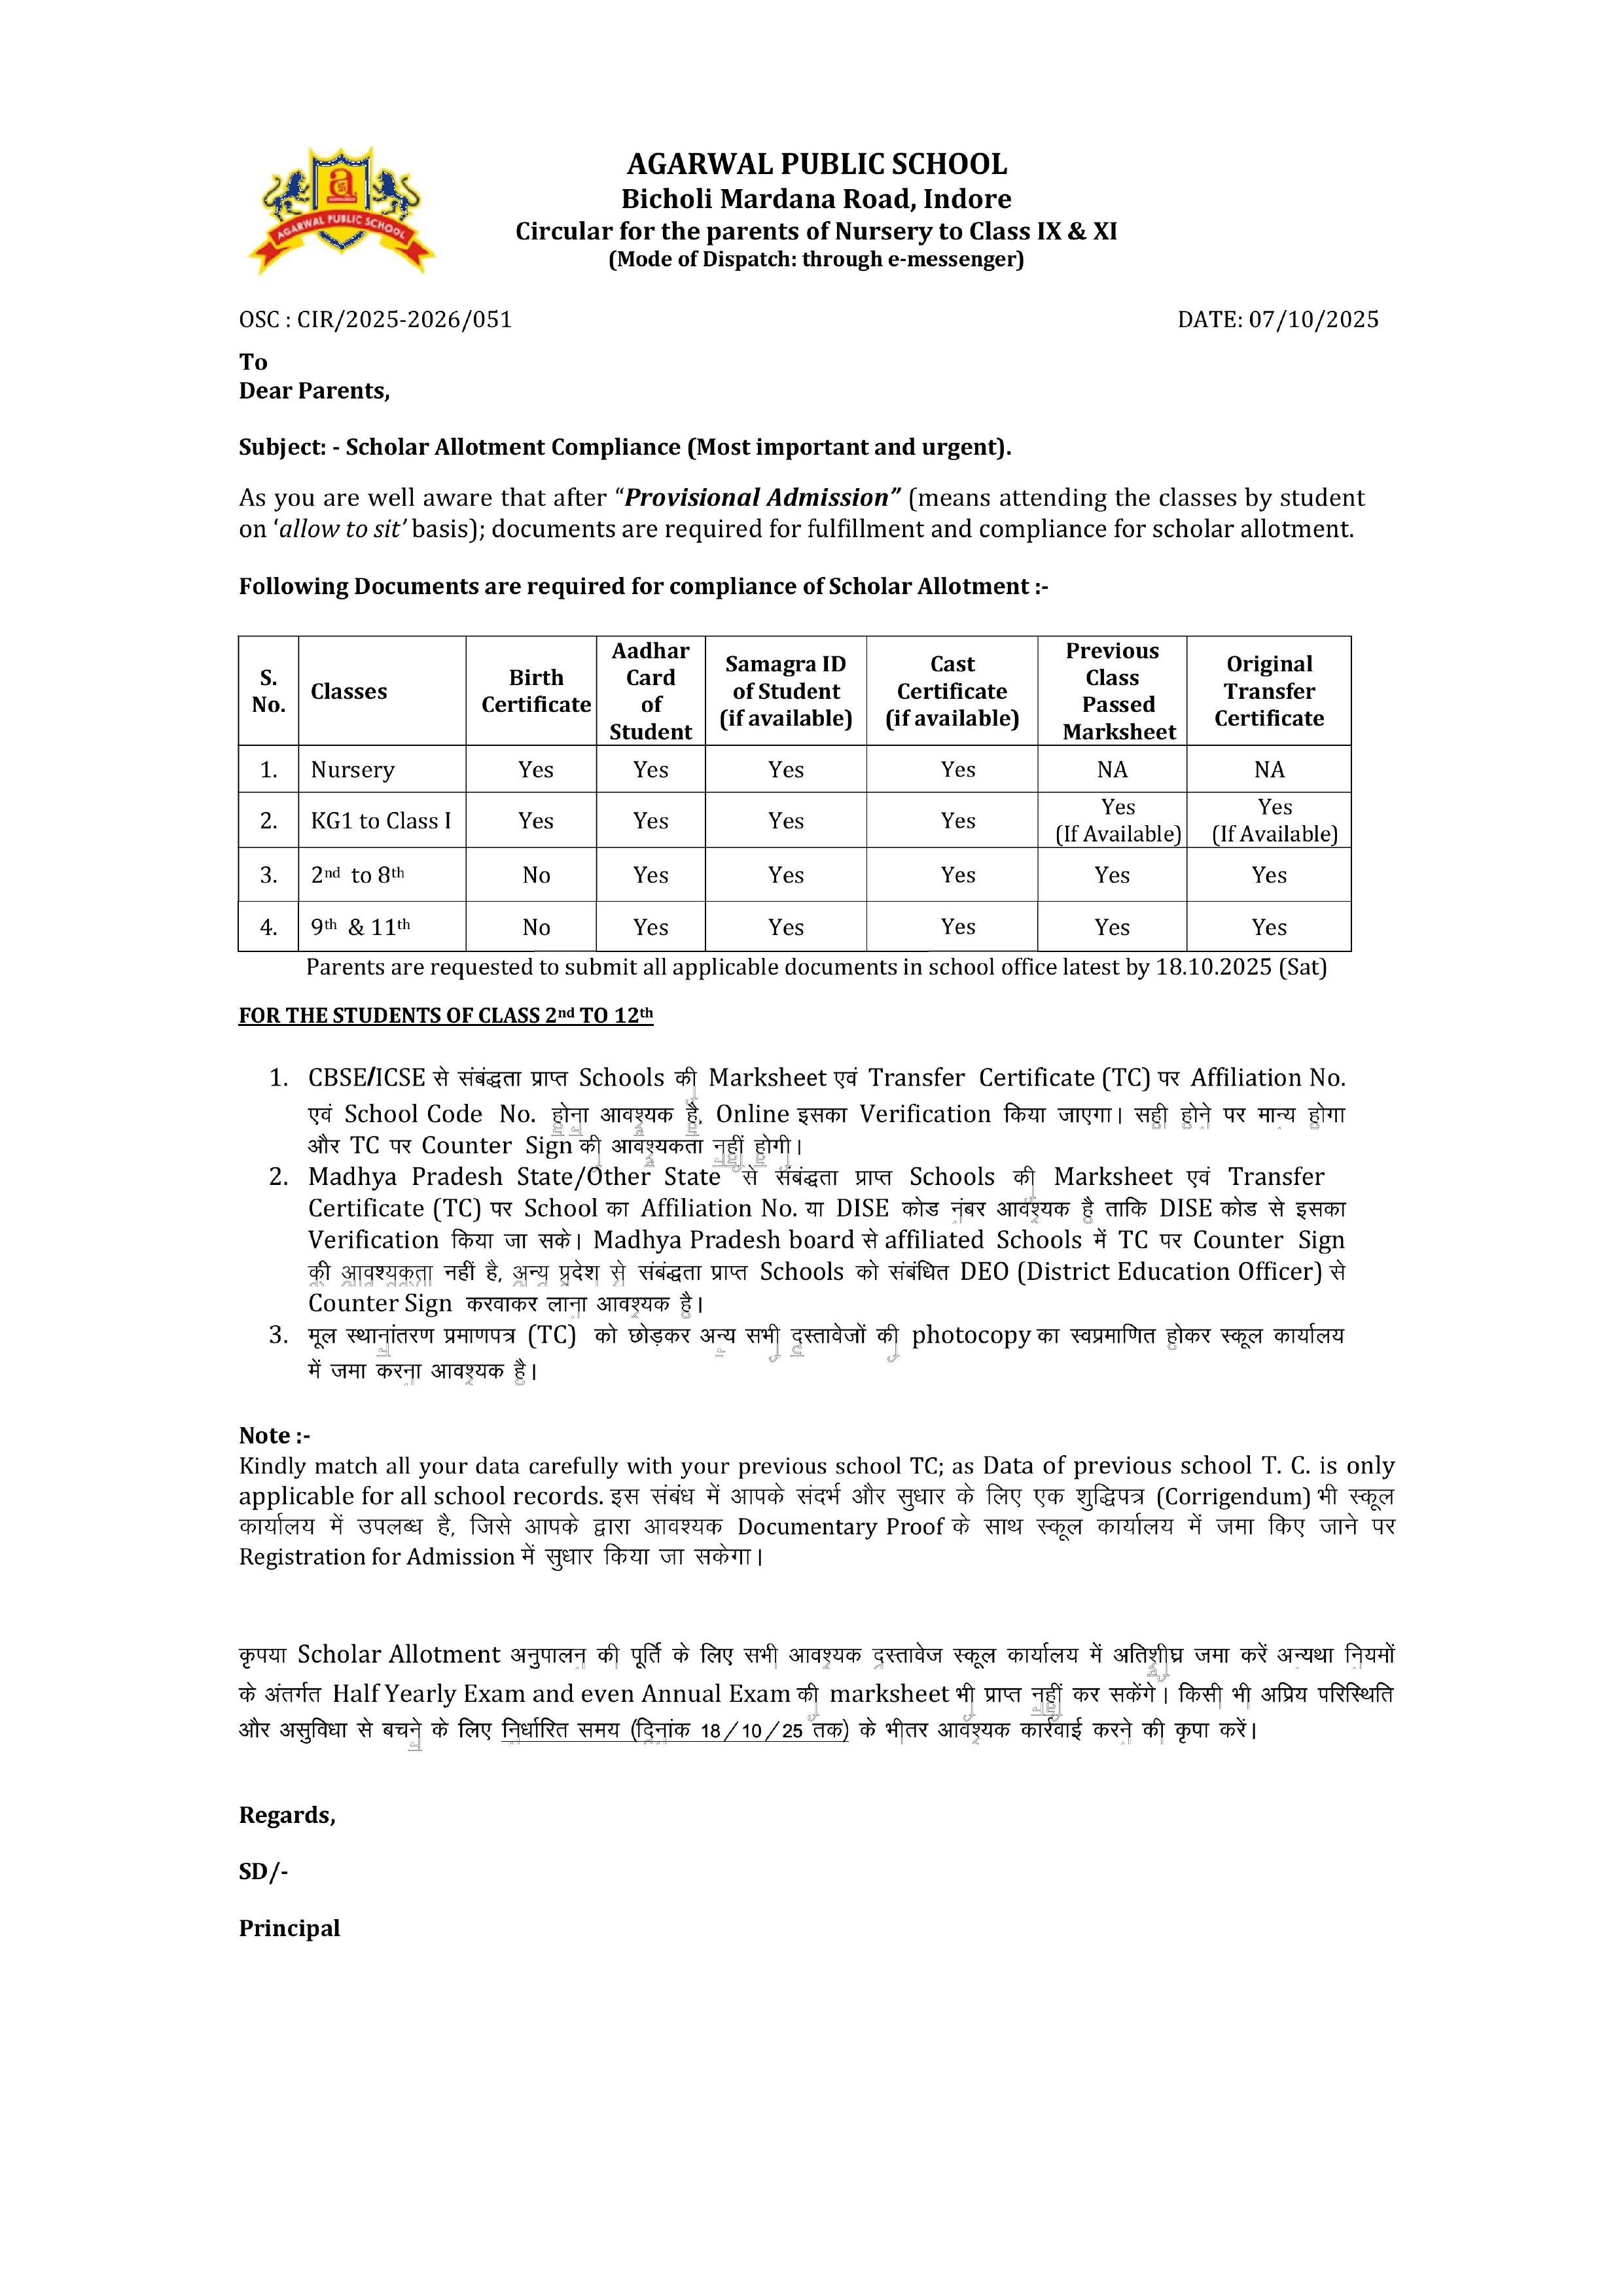 a
AGARWAL PUBLIC SCHOOL
AGARWAL PUBLIC SCHOOL
Bicholi Mardana Road, Indore
Circular for the parents of Nursery to Class IX & XI
(Mode of Dispatch: through e-messenger)
OSC : CIR/2025-2026/051 DATE: 07/10/2025
To
Dear Parents,
Subject: - Scholar Allotment Compliance (Most important and urgent).
As you are well aware that after “Provisional Admission” (means attending the classes by student
on ‘allow to sit’ basis); documents are required for fulfillment and compliance for scholar allotment.
Following Documents are required for compliance of Scholar Allotment :-
S. No. Classes Birth Certificate Aadhar Card of Student Samagra ID of Student (if available) Cast Certificate (if available) Previous Class Passed Marksheet Original Transfer Certificate
1. Nursery Yes Yes Yes Yes NA NA
2. KG1 to Class I Yes Yes Yes Yes Yes (If Available) Yes (If Available)
3. 2nd to 8th No Yes Yes Yes Yes Yes
4. 9th & 11th No Yes Yes Yes Yes Yes
Parents are requested to submit all applicable documents in school office latest by 18.10.2025 (Sat)
FOR THE STUDENTS OF CLASS 2nd TO 12th
1. CBSE/ICSE से संबंद्धता प्राप्त Schools की Marksheet एवं Transfer Certificate (TC) पर Affiliation No.
एवं School Code No. होना आवश्यक है, Online इसका Verification किया जाएगा। सही होने पर मान्य होगा
और TC पर Counter Sign की आवश्यकता नहीं होगी।
2. Madhya Pradesh State/Other State से संबंद्धता प्राप्त Schools की Marksheet एवं Transfer
Certificate (TC) पर School का Affiliation No. या DISE कोड नंबर आवश्यक है ताकि DISE कोड से इसका
Verification किया जा सके। Madhya Pradesh board से affiliated Schools में TC पर Counter Sign
की आवश्यकता नहीं है, अन्य प्रदेश से संबंद्धता प्राप्त Schools को संबंधित DEO (District Education Officer) से
Counter Sign करवाकर लाना आवश्यक है।
3. मूल स्थानांतरण प्रमाणपत्र (TC) को छोड़कर अन्य सभी दस्तावेजों की photocopy का स्वप्रमाणित होकर स्कूल कार्यालय
में जमा करना आवश्यक है।
Note :-
Kindly match all your data carefully with your previous school TC; as Data of previous school T. C. is only
applicable for all school records. इस संबंध में आपके संदर्भ और सुधार के लिए एक शुद्धिपत्र (Corrigendum) भी स्कूल
कार्यालय में उपलब्ध है, जिसे आपके द्वारा आवश्यक Documentary Proof के साथ स्कूल कार्यालय में जमा किए जाने पर
Registration for Admission में सुधार किया जा सकेगा।
कृपया Scholar Allotment अनुपालन की पूर्ति के लिए सभी आवश्यक दस्तावेज स्कूल कार्यालय में अतिशीघ्र जमा करें अन्यथा नियमों
के अंतर्गत Half Yearly Exam and even Annual Exam की marksheet भी प्राप्त नहीं कर सकेंगे। किसी भी अप्रिय परिस्थिति
और असुविधा से बचने के लिए निर्धारित समय (दिनांक 18/10/25 तक) के भीतर आवश्यक कार्रवाई करने की कृपा करें।
Regards,
SD/-
Principal